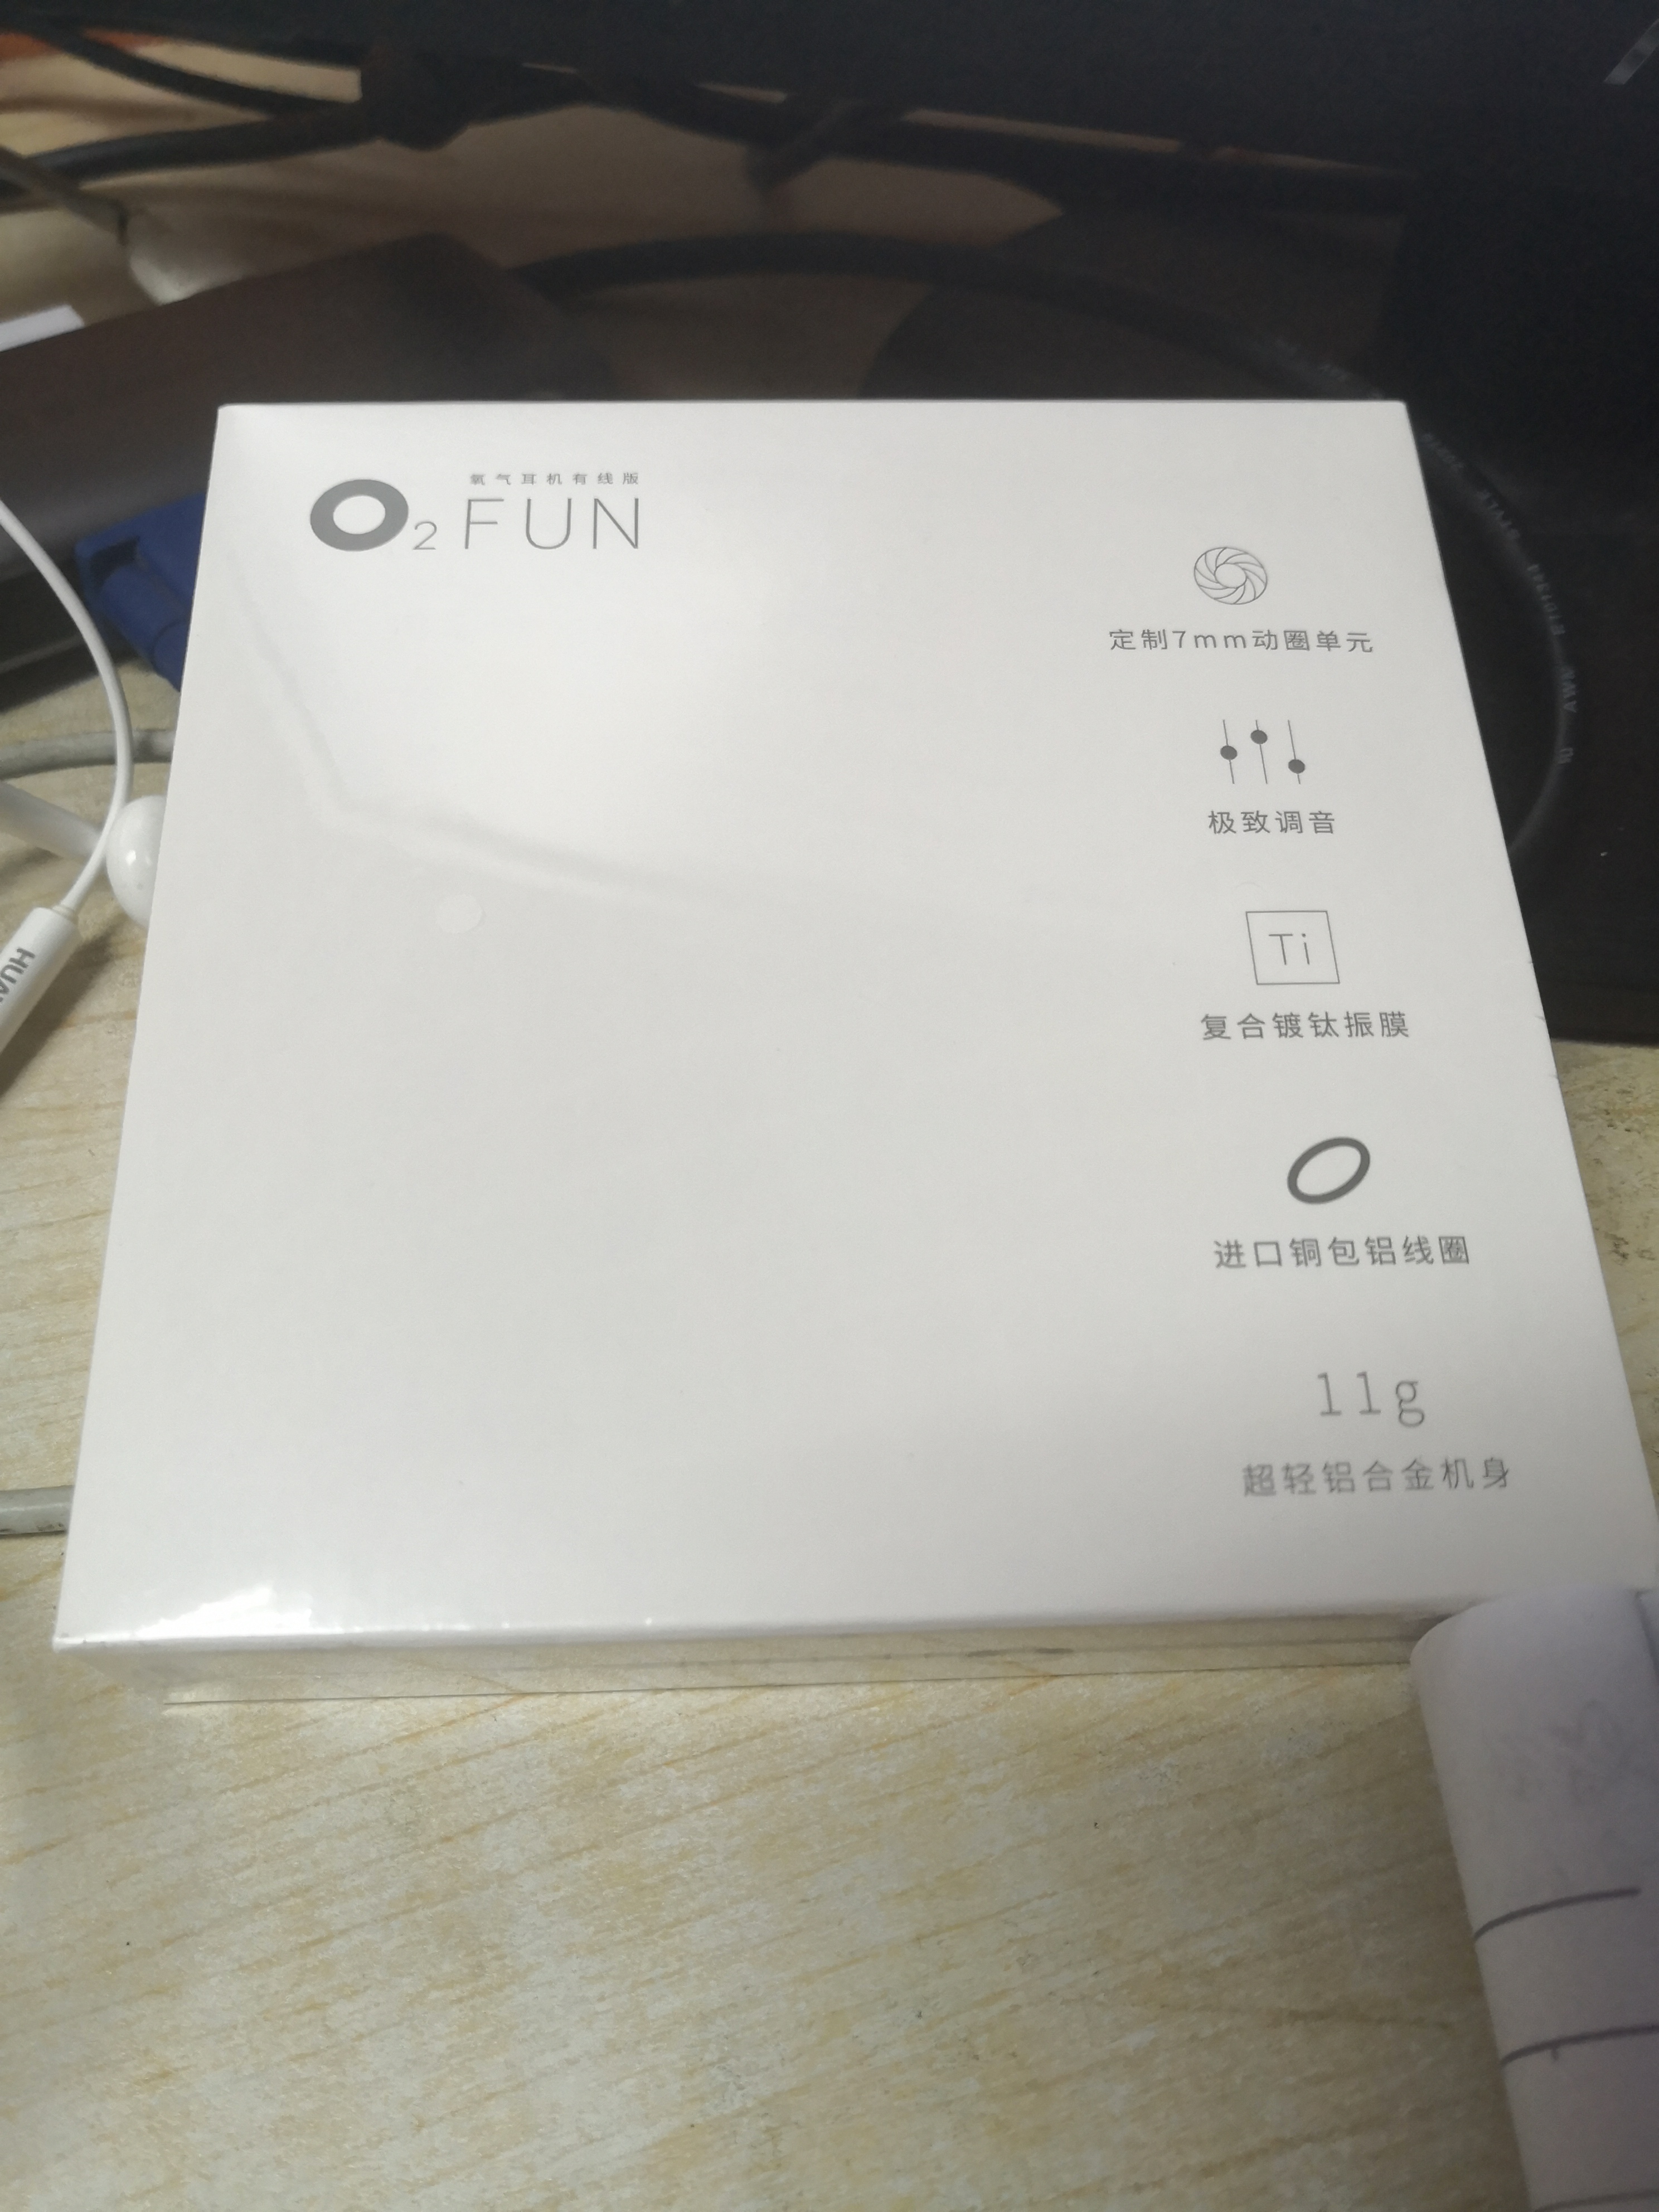 氧气耳机有线版
O2 FUN
定制7mm动圈单元
极致调音
Ti
复合镀钛振膜
进口铜包铝线圈
11g
超轻铝合金机身